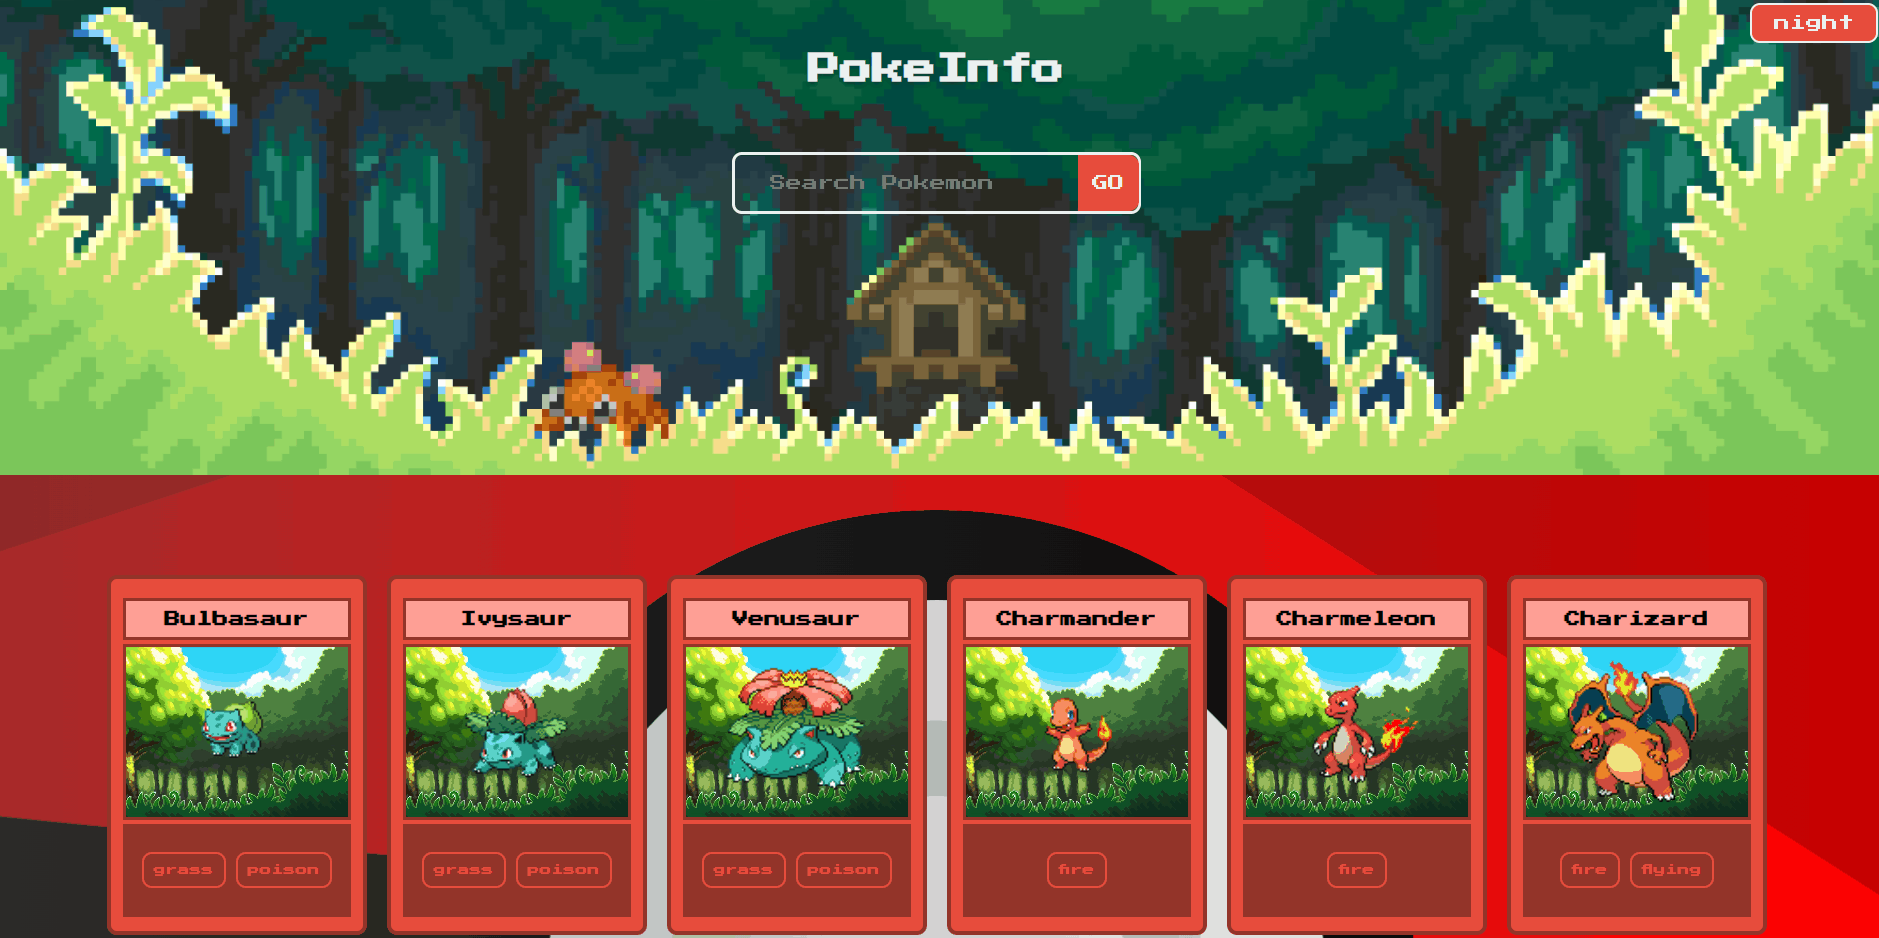 night
PokeInfo
Search Pokemon GO
Bulbasaur Ivysaur Venusaur Charmander Charmeleon Charizard
grass poison grass poison grass poison fire fire fire flying